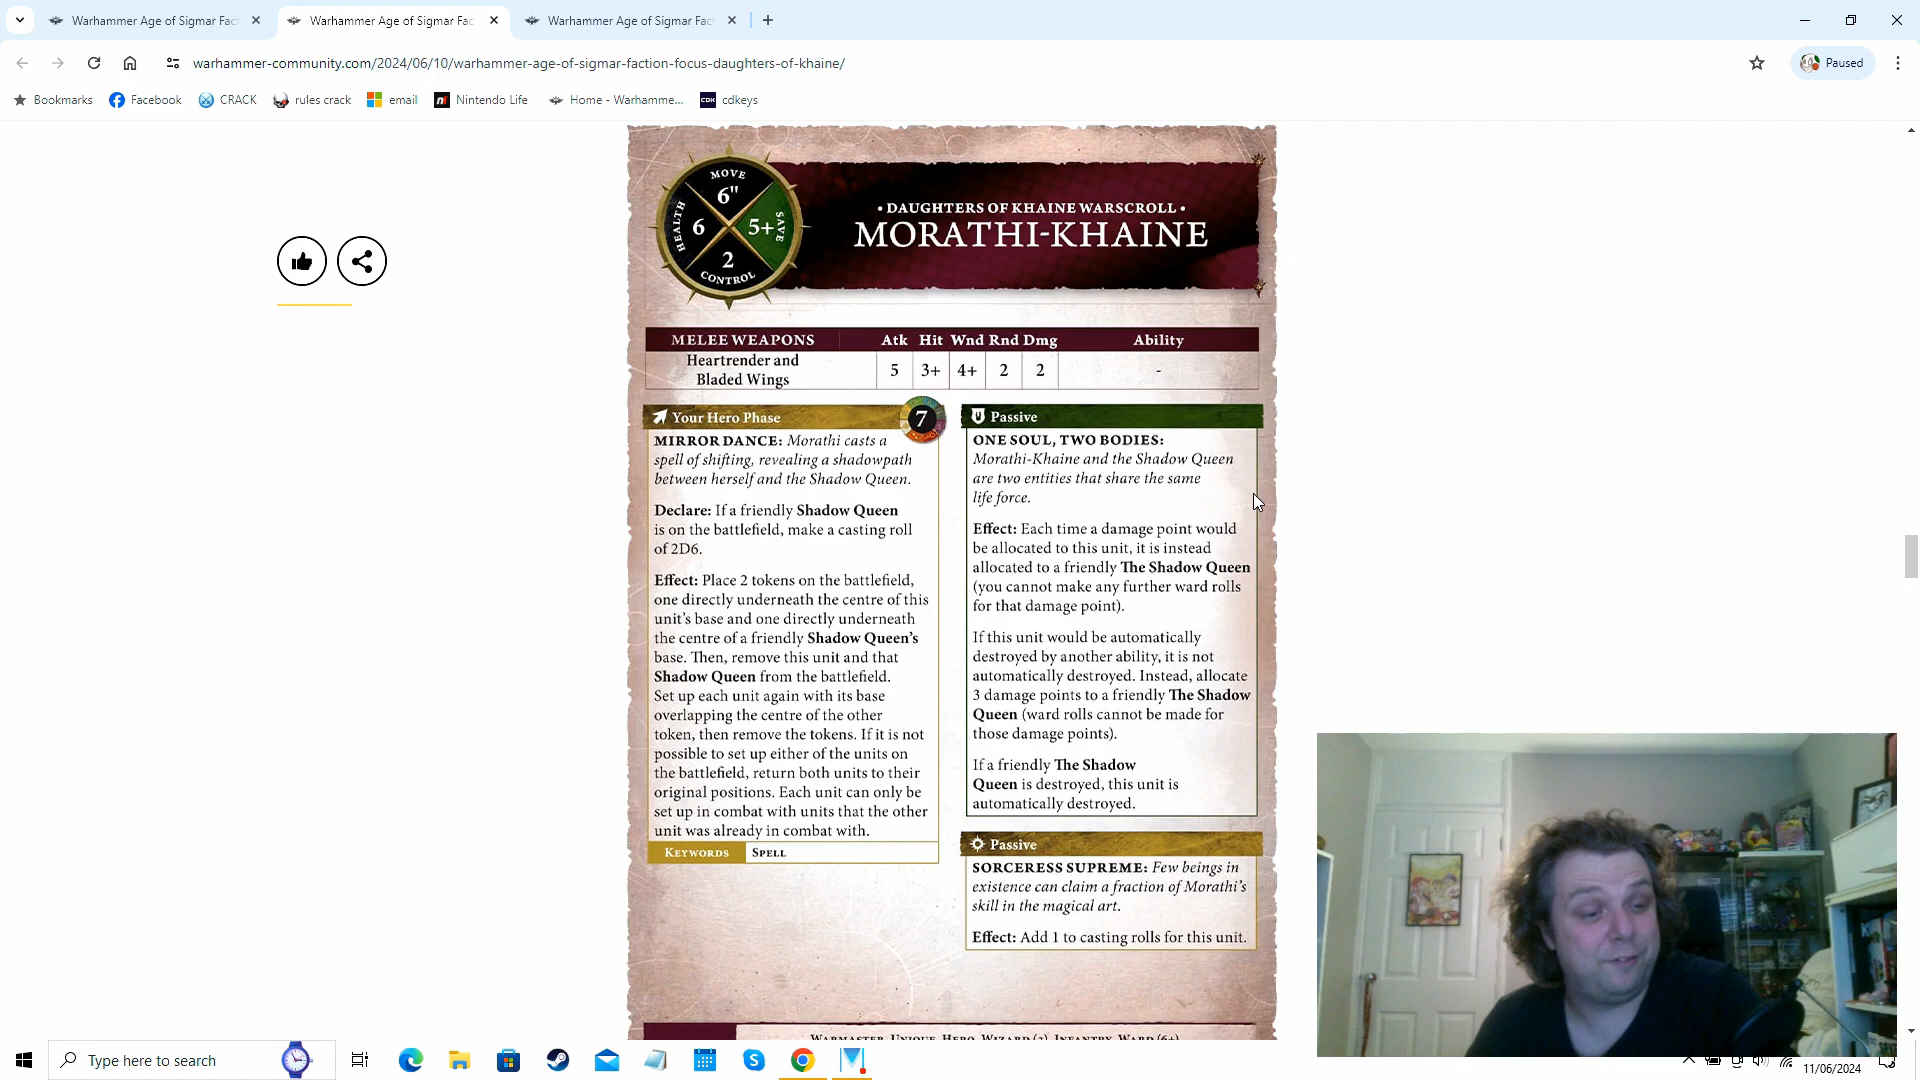 Warhammer Age of Sigmar Fac
Warhammer Age of Sigmar Fac
Warhammer Age of Sigmar Fac
warhammer-community.com/2024/06/10/warhammer-age-of-sigmar-faction-focus-daughters-of-khaine/
Paused
Bookmarks
Facebook
CRACK
rules crack
email
Nintendo Life
Home - Warhamme...
CDK
cdkeys
MOVE
6"
HEALTH
6
5+
SAVE
2
CONTROL
• DAUGHTERS OF KHAINE WARSCROLL •
MORATHI-KHAINE
MELEE WEAPONS Atk Hit Wnd Rnd Dmg Ability
Heartrender and
Bladed Wings 5 3+ 4+ 2 2 -
Your Hero Phase
7
MIRROR DANCE: Morathi casts a
spell of shifting, revealing a shadowpath
between herself and the Shadow Queen.
Declare: If a friendly Shadow Queen
is on the battlefield, make a casting roll
of 2D6.
Effect: Place 2 tokens on the battlefield,
one directly underneath the centre of this
unit's base and one directly underneath
the centre of a friendly Shadow Queen's
base. Then, remove this unit and that
Shadow Queen from the battlefield.
Set up each unit again with its base
overlapping the centre of the other
token, then remove the tokens. If it is not
possible to set up either of the units on
the battlefield, return both units to their
original positions. Each unit can only be
set up in combat with units that the other
unit was already in combat with.
KEYWORDS SPELL
Passive
ONE SOUL, TWO BODIES:
Morathi-Khaine and the Shadow Queen
are two entities that share the same
life force.
Effect: Each time a damage point would
be allocated to this unit, it is instead
allocated to a friendly The Shadow Queen
(you cannot make any further ward rolls
for that damage point).
If this unit would be automatically
destroyed by another ability, it is not
automatically destroyed. Instead, allocate
3 damage points to a friendly The Shadow
Queen (ward rolls cannot be made for
those damage points).
If a friendly The Shadow
Queen is destroyed, this unit is
automatically destroyed.
Passive
SORCERESS SUPREME: Few beings in
existence can claim a fraction of Morathi's
skill in the magical art.
Effect: Add 1 to casting rolls for this unit.
WARMASTER, UNIQUE, HERO, WIZARD (2), INFANTRY, WARD (6+)
Type here to search
11/06/2024